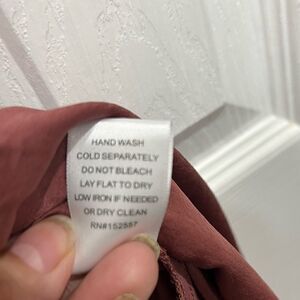 HAND WASH
COLD SEPARATELY
DO NOT BLEACH
LAY FLAT TO DRY
LOW IRON IF NEEDED
OR DRY CLEAN
RN#152557